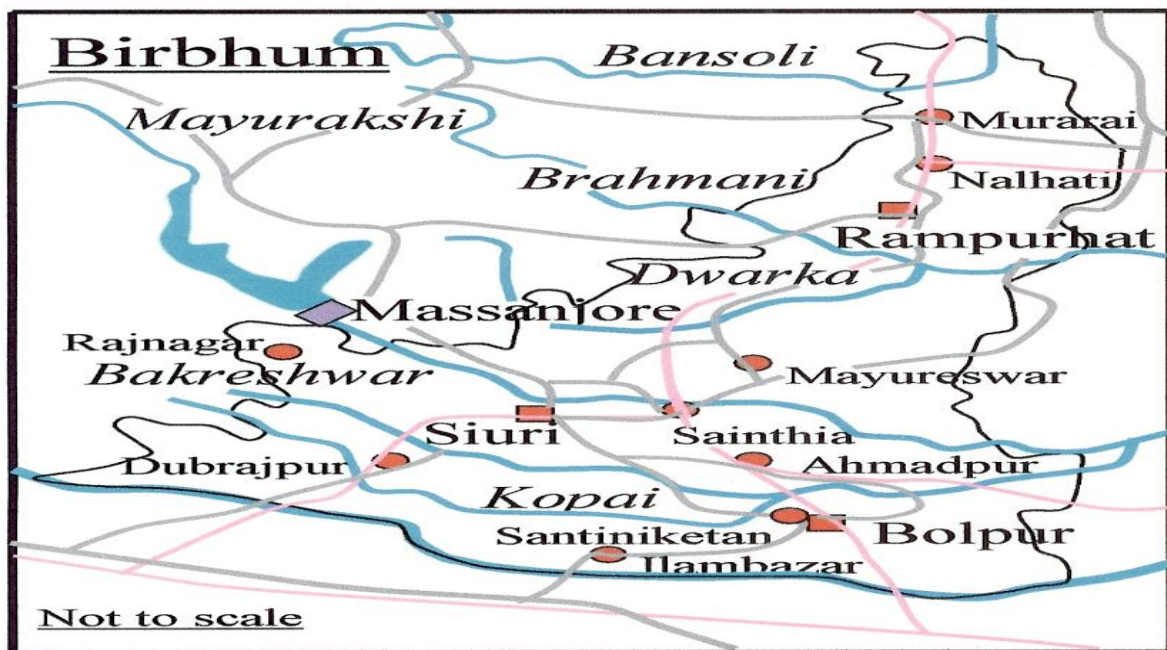 Birbhum
Bansoli
Mayurakshi
Murarai
Brahmani
Nalhati
Rampurhat
Dwarka
Massanjore
Rajnagar
Bakreshwar
Mayureswar
Siuri
Sainthia
Dubrajpur
Ahmadpur
Kopai
Santiniketan
Bolpur
Ilambazar
Not to scale